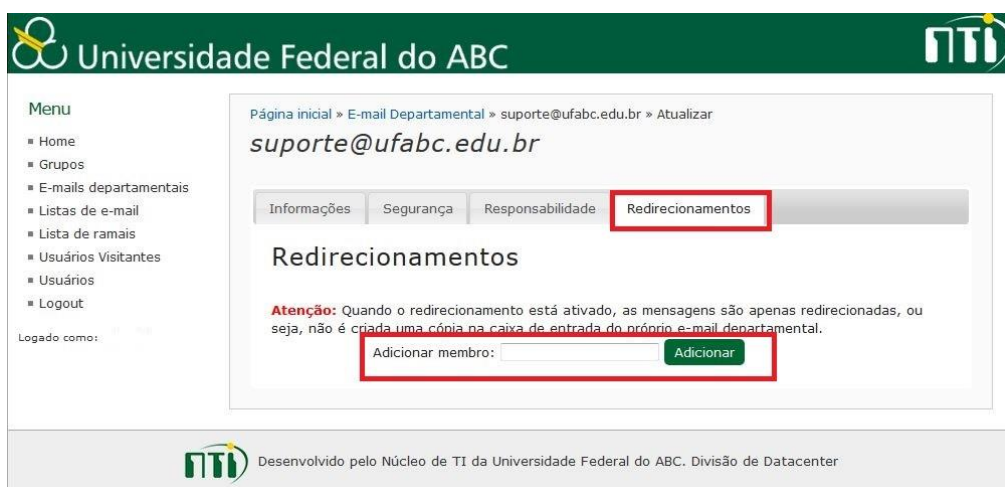 Universidade Federal do ABC
nTi
Menu
Home
Grupos
E-mails departamentais
Listas de e-mail
Lista de ramais
Usuários Visitantes
Usuários
Logout
Logado como:
Página inicial » E-mail Departamental » suporte@ufabc.edu.br » Atualizar
suporte@ufabc.edu.br
Informações Segurança Responsabilidade Redirecionamentos
Redirecionamentos
Atenção: Quando o redirecionamento está ativado, as mensagens são apenas redirecionadas, ou
seja, não é criada uma cópia na caixa de entrada do próprio e-mail departamental.
Adicionar membro: Adicionar
nTi Desenvolvido pelo Núcleo de TI da Universidade Federal do ABC. Divisão de Datacenter